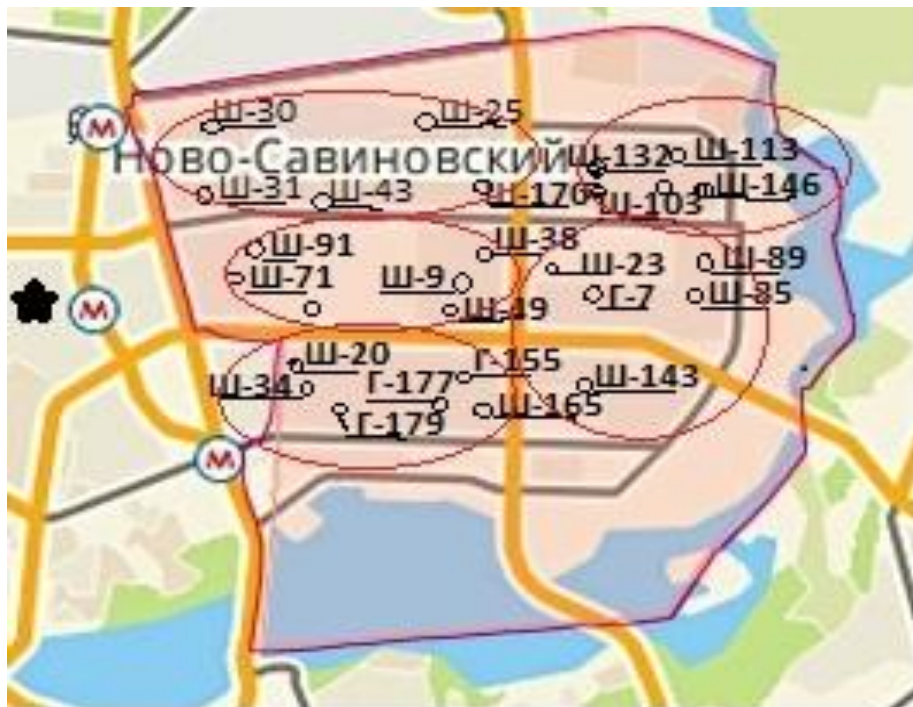 Ш-30
Ш-25
М
Ново-Савиновский
Ш-132
Ш-113
Ш-31
Ш-43
Ш-170
Ш-103
Ш-146
Ш-91
Ш-38
Ш-71
Ш-9
Ш-23
Ш-89
Г-7
Ш-85
М
Ш-49
Ш-20
Г-155
Ш-34
Г-177
Ш-143
Г-179
Ш-165
М